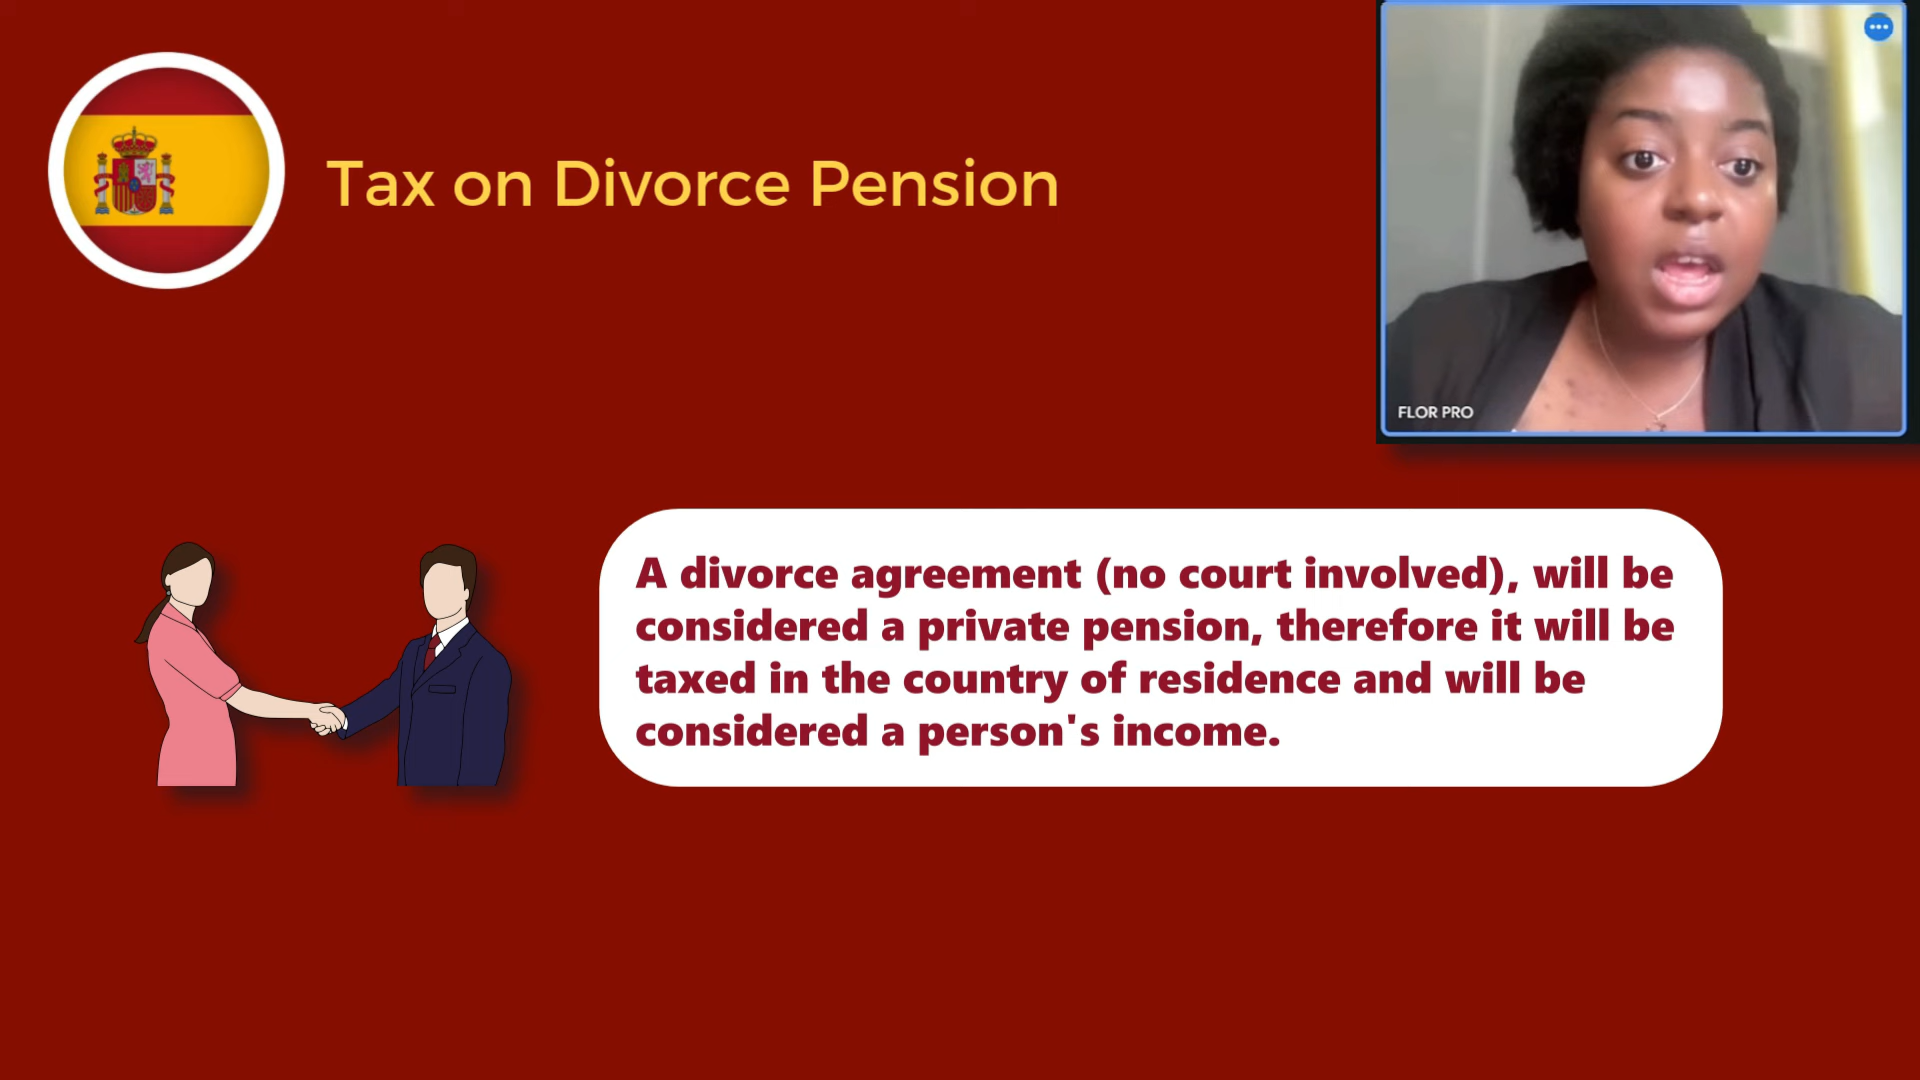 Tax on Divorce Pension
FLOR PRO
A divorce agreement (no court involved), will be
considered a private pension, therefore it will be
taxed in the country of residence and will be
considered a person's income.